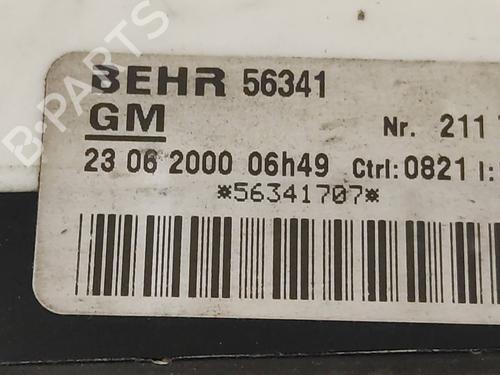 BEHR 56341
GM Nr. 211
23 06 2000 06h49 Ctrl:0821 I:
*56341707*
B-PARTS